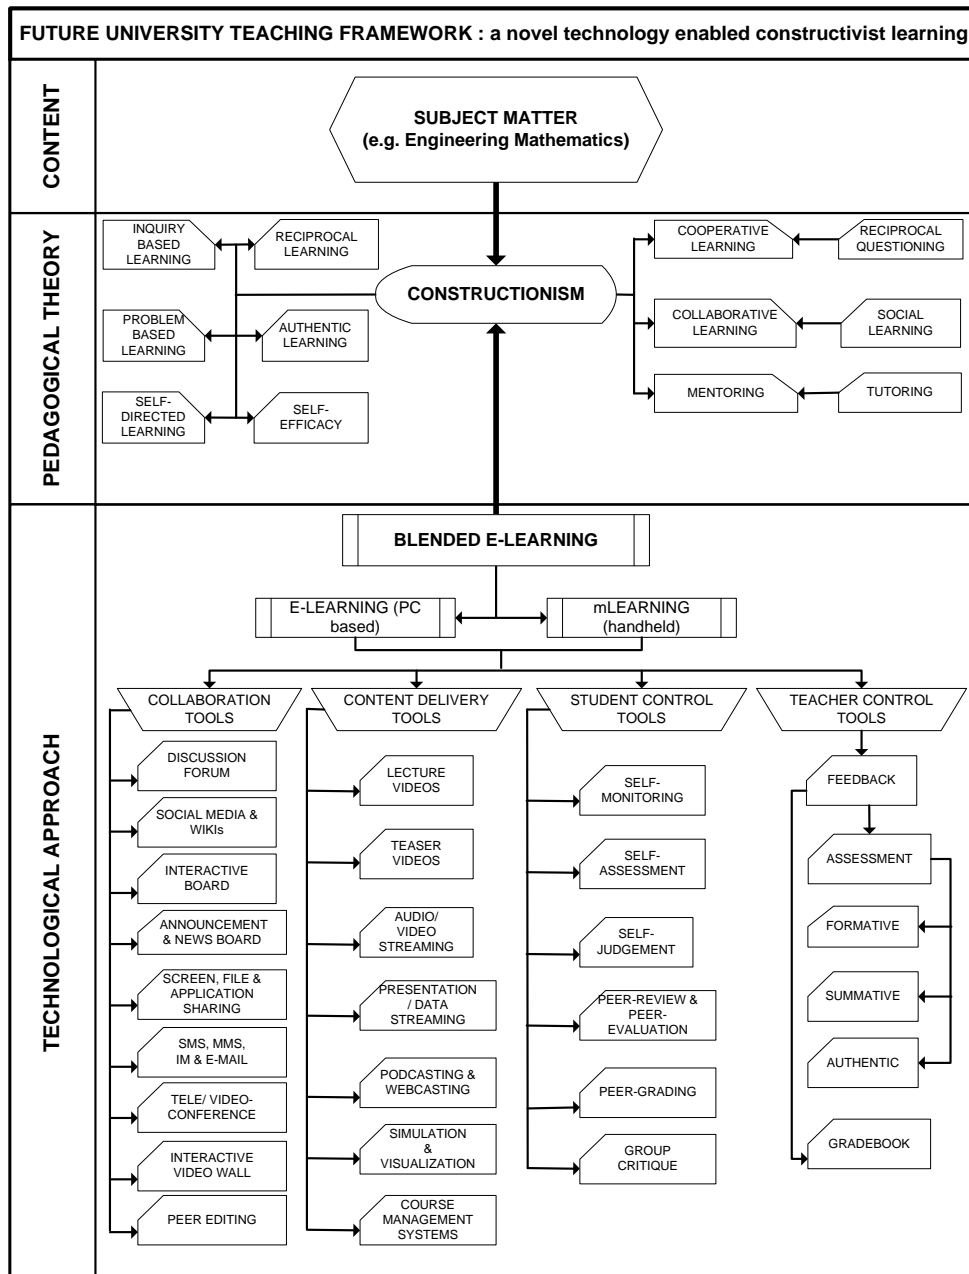 FUTURE UNIVERSITY TEACHING FRAMEWORK : a novel technology enabled constructivist learning
CONTENT
SUBJECT MATTER
(e.g. Engineering Mathematics)
PEDAGOGICAL THEORY
INQUIRY
BASED
LEARNING
RECIPROCAL
LEARNING
PROBLEM
BASED
LEARNING
AUTHENTIC
LEARNING
SELF-
DIRECTED
LEARNING
SELF-
EFFICACY
CONSTRUCTIONISM
COOPERATIVE
LEARNING
RECIPROCAL
QUESTIONING
COLLABORATIVE
LEARNING
SOCIAL
LEARNING
MENTORING
TUTORING
TECHNOLOGICAL APPROACH
BLENDED E-LEARNING
E-LEARNING (PC
based)
mLEARNING
(handheld)
COLLABORATION
TOOLS
DISCUSSION
FORUM
SOCIAL MEDIA &
WIKIs
INTERACTIVE
BOARD
ANNOUNCEMENT
& NEWS BOARD
SCREEN, FILE &
APPLICATION
SHARING
SMS, MMS,
IM & E-MAIL
TELE/ VIDEO-
CONFERENCE
INTERACTIVE
VIDEO WALL
PEER EDITING
CONTENT DELIVERY
TOOLS
LECTURE
VIDEOS
TEASER
VIDEOS
AUDIO/
VIDEO
STREAMING
PRESENTATION
/ DATA
STREAMING
PODCASTING &
WEBCASTING
SIMULATION
&
VISUALIZATION
COURSE
MANAGEMENT
SYSTEMS
STUDENT CONTROL
TOOLS
SELF-
MONITORING
SELF-
ASSESSMENT
SELF-
JUDGEMENT
PEER-REVIEW &
PEER-
EVALUATION
PEER-GRADING
GROUP
CRITIQUE
TEACHER CONTROL
TOOLS
FEEDBACK
ASSESSMENT
FORMATIVE
SUMMATIVE
AUTHENTIC
GRADEBOOK